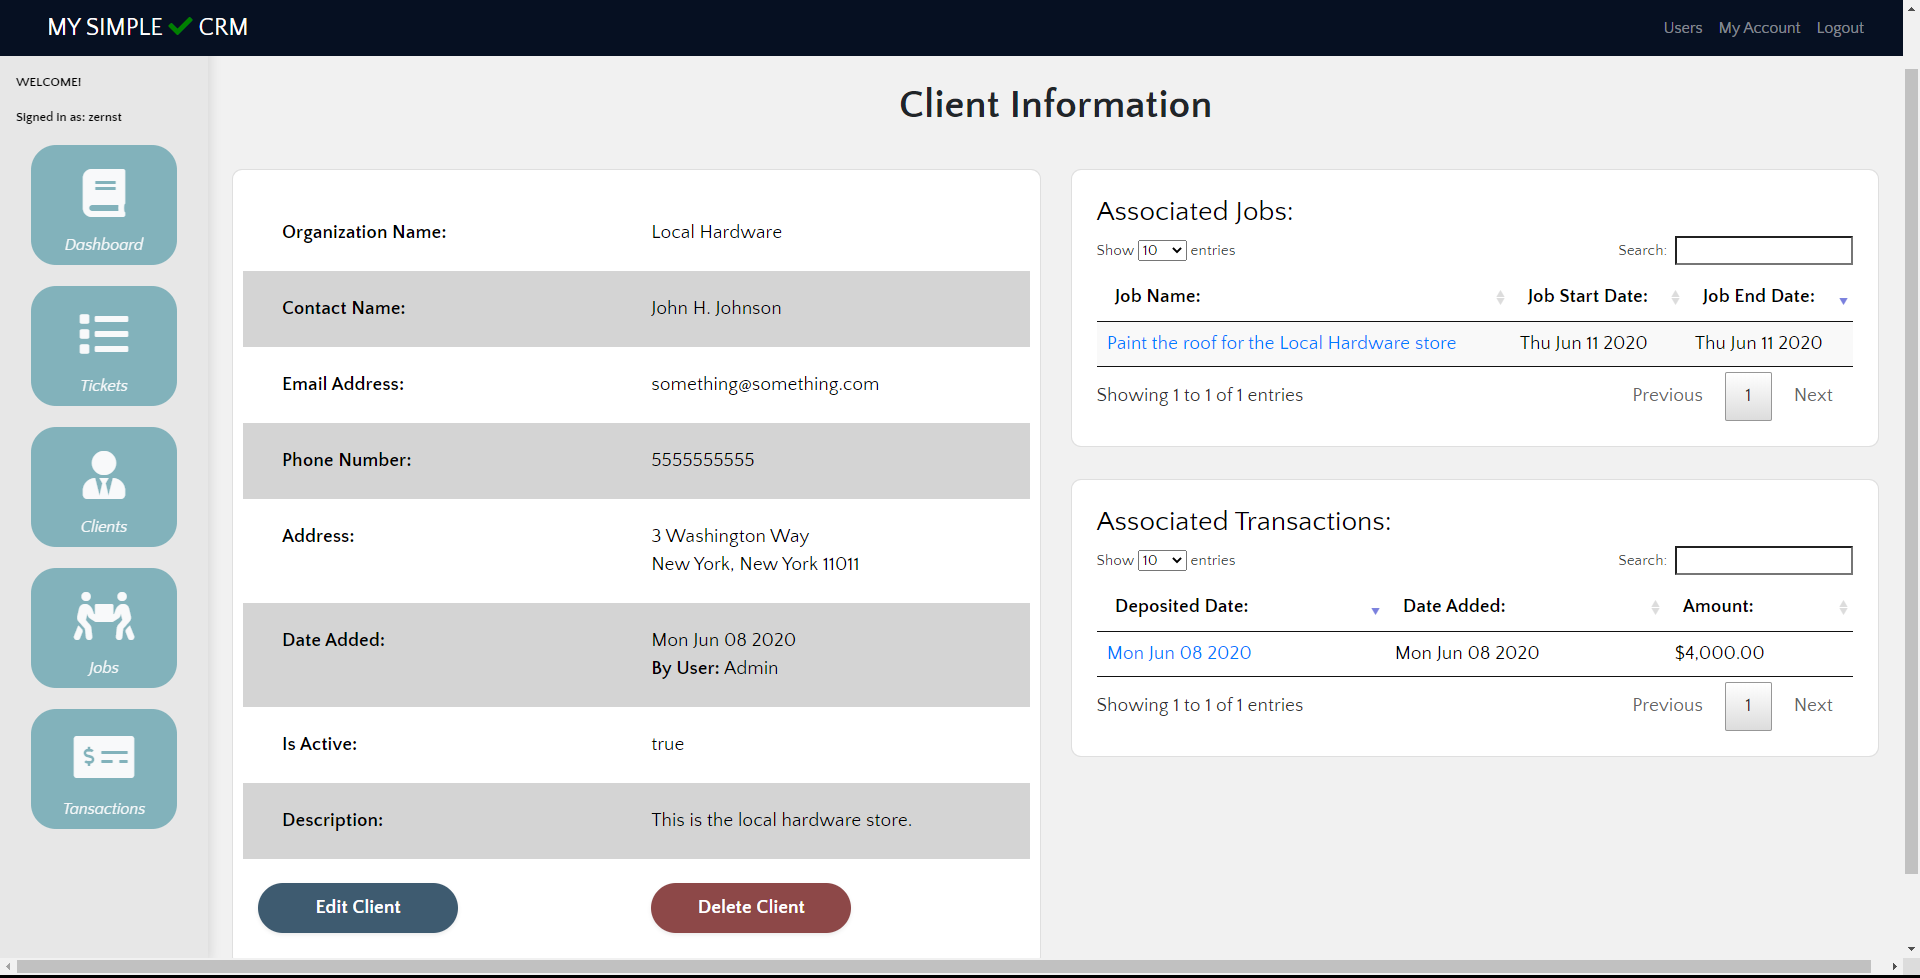 MY SIMPLE CRM
Users My Account Logout
WELCOME!
Signed In as: zernst
Dashboard
Tickets
Clients
Jobs
Tansactions
Client Information
Organization Name: Local Hardware
Contact Name: John H. Johnson
Email Address: something@something.com
Phone Number: 5555555555
Address: 3 Washington Way
New York, New York 11011
Date Added: Mon Jun 08 2020
By User: Admin
Is Active: true
Description: This is the local hardware store.
Edit Client Delete Client
Associated Jobs:
Show 10 entries Search:
Job Name: Job Start Date: Job End Date:
Paint the roof for the Local Hardware store Thu Jun 11 2020 Thu Jun 11 2020
Showing 1 to 1 of 1 entries Previous 1 Next
Associated Transactions:
Show 10 entries Search:
Deposited Date: Date Added: Amount:
Mon Jun 08 2020 Mon Jun 08 2020 $4,000.00
Showing 1 to 1 of 1 entries Previous 1 Next